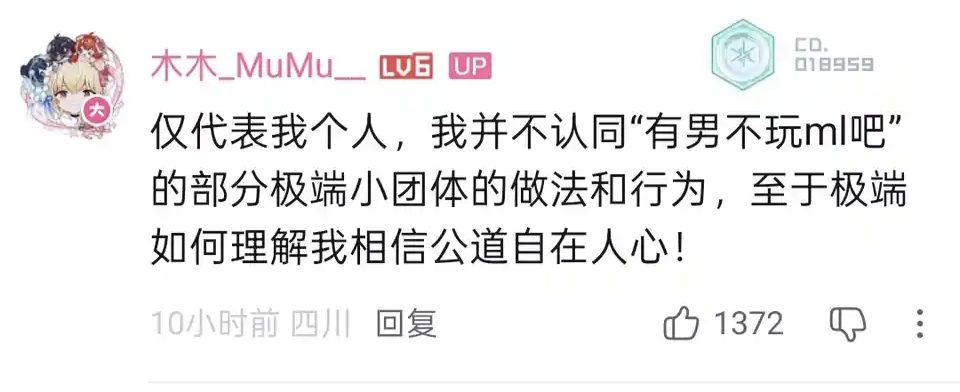 木木_MuMu__ LV6 UP CD. 018959
仅代表我个人，我并不认同“有男不玩ml吧”
的部分极端小团体的做法和行为，至于极端
如何理解我相信公道自在人心！
10小时前 四川 回复 1372
大